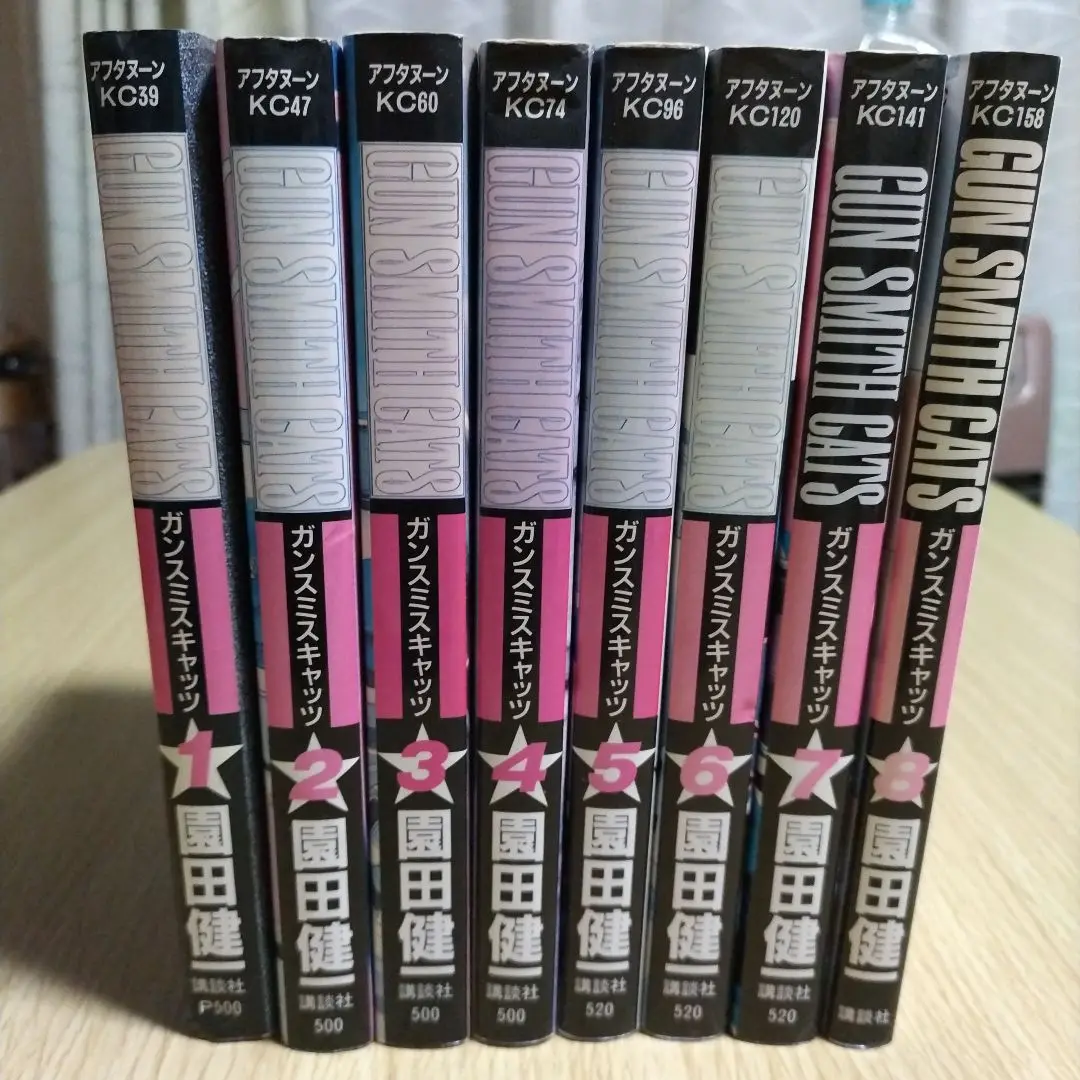 アフタヌーン
KC39
GUN SMITH CATS
ガンスミスキャッツ
1
園田健一
講談社
P500
アフタヌーン
KC47
GUN SMITH CATS
ガンスミスキャッツ
2
園田健一
講談社
500
アフタヌーン
KC60
GUN SMITH CATS
ガンスミスキャッツ
3
園田健一
講談社
500
アフタヌーン
KC74
GUN SMITH CATS
ガンスミスキャッツ
4
園田健一
講談社
500
アフタヌーン
KC96
GUN SMITH CATS
ガンスミスキャッツ
5
園田健一
講談社
520
アフタヌーン
KC120
GUN SMITH CATS
ガンスミスキャッツ
6
園田健一
講談社
520
アフタヌーン
KC141
GUN SMITH CATS
ガンスミスキャッツ
7
園田健一
講談社
520
アフタヌーン
KC158
GUN SMITH CATS
ガンスミスキャッツ
8
園田健一
講談社